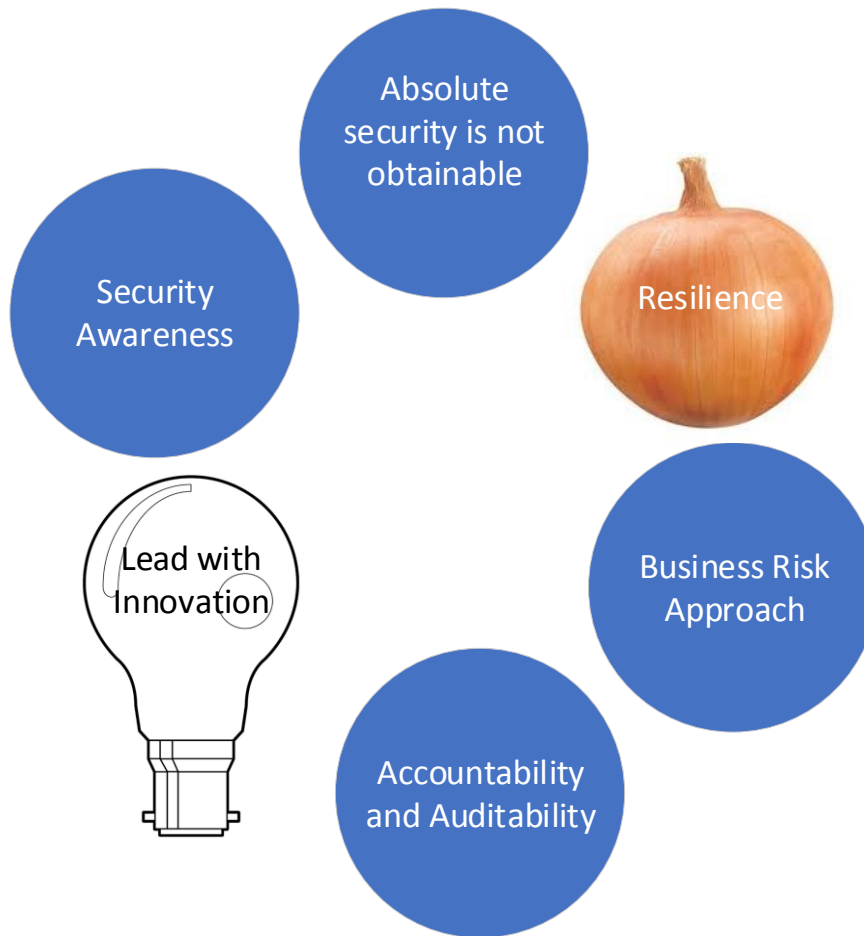 Absolute
security is not
obtainable
Resilience
Business Risk
Approach
Accountability
and Auditability
Lead with
Innovation
Security
Awareness